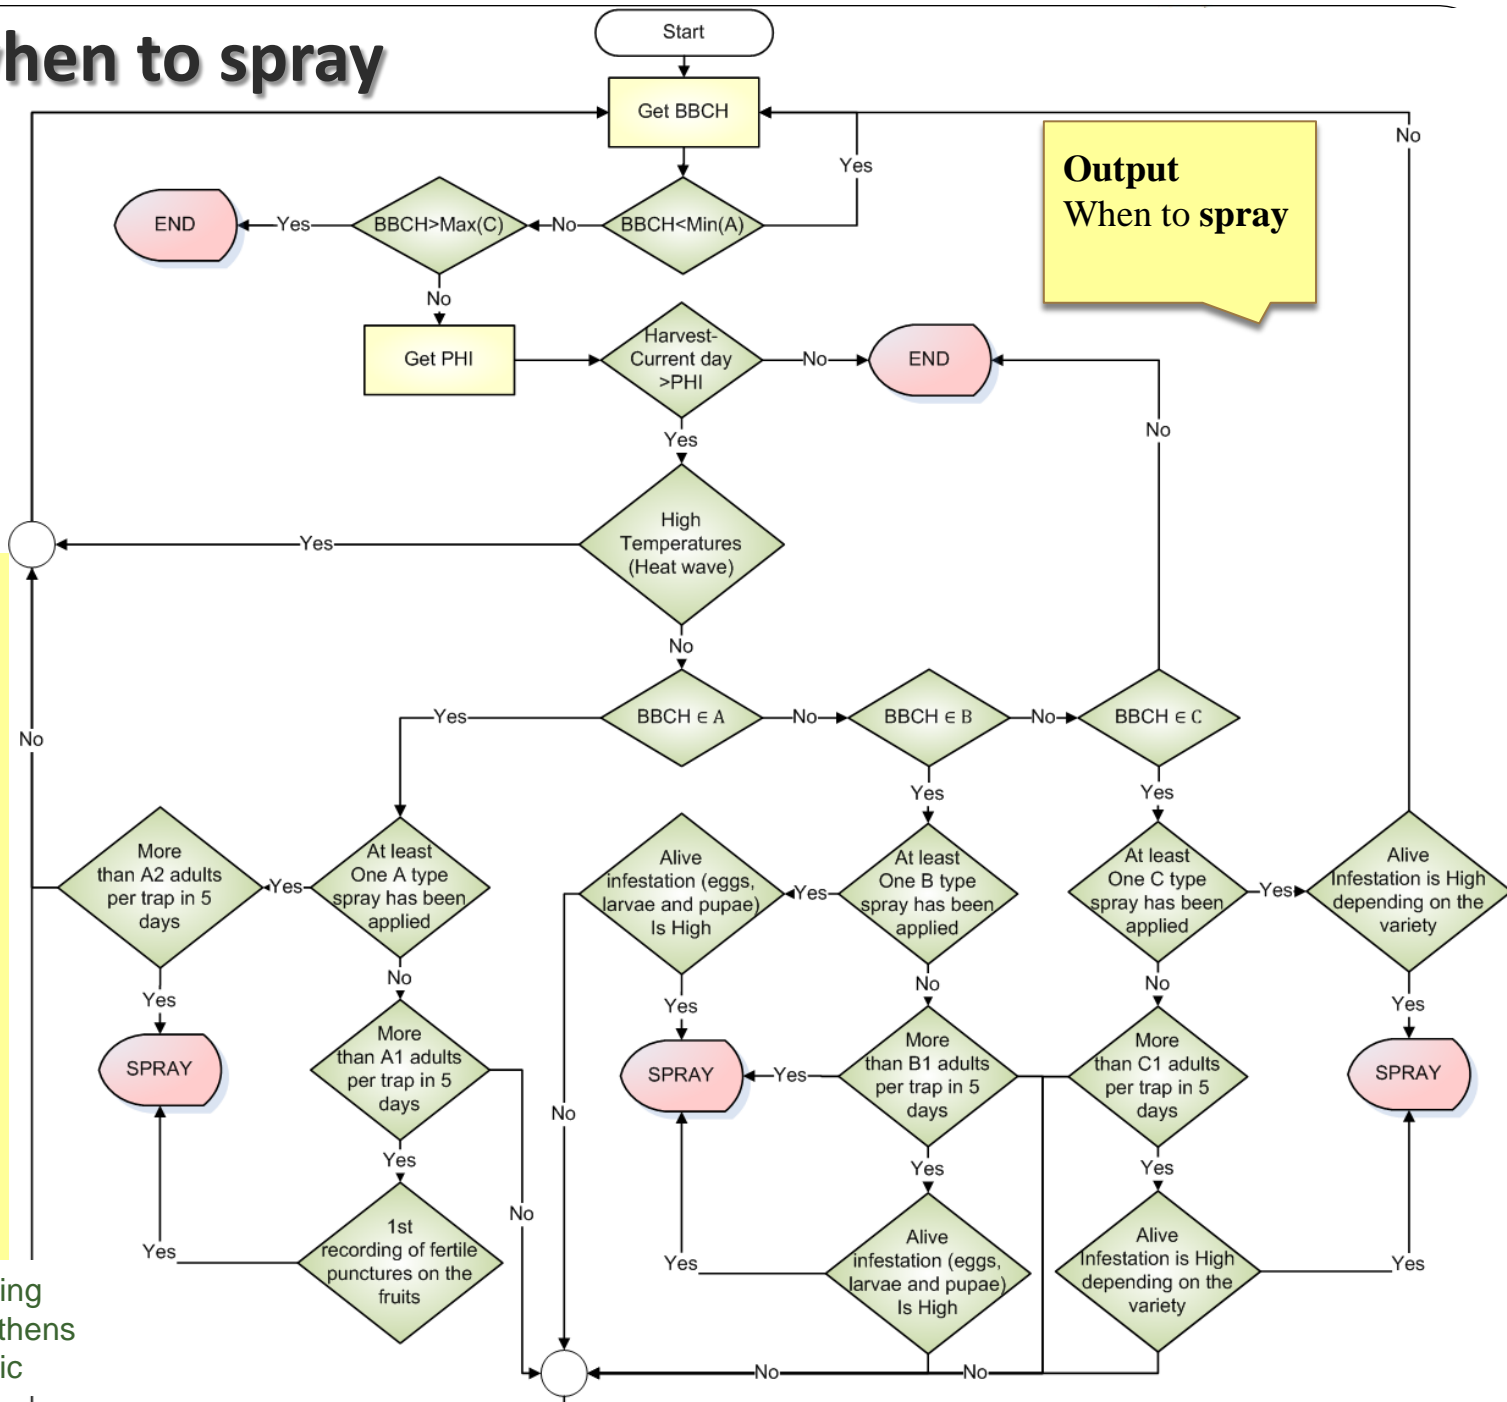 hen to spray
Start
Get BBCH
No
Output
When to spray
Yes
END
Yes
BBCH>Max(C)
No
BBCH<Min(A)
No
Get PHI
Harvest-
Current day
>PHI
No
END
Yes
No
High
Temperatures
(Heat wave)
Yes
No
BBCH ∈ A
Yes
No
BBCH ∈ B
No
BBCH ∈ C
No
Yes
Yes
More
than A2 adults
per trap in 5
days
Yes
At least
One A type
spray has been
applied
Alive
infestation (eggs,
larvae and pupae)
Is High
Yes
At least
One B type
spray has been
applied
At least
One C type
spray has been
applied
Yes
Alive
Infestation is High
depending on the
variety
Yes
No
Yes
No
No
Yes
SPRAY
More
than A1 adults
per trap in 5
days
SPRAY
Yes
More
than B1 adults
per trap in 5
days
More
than C1 adults
per trap in 5
days
SPRAY
No
Yes
Yes
Yes
No
Yes
1st
recording of fertile
punctures on the
fruits
Yes
Alive
infestation (eggs,
larvae and pupae)
Is High
Alive
Infestation is High
depending on the
variety
Yes
ing
thens
ic
No
No